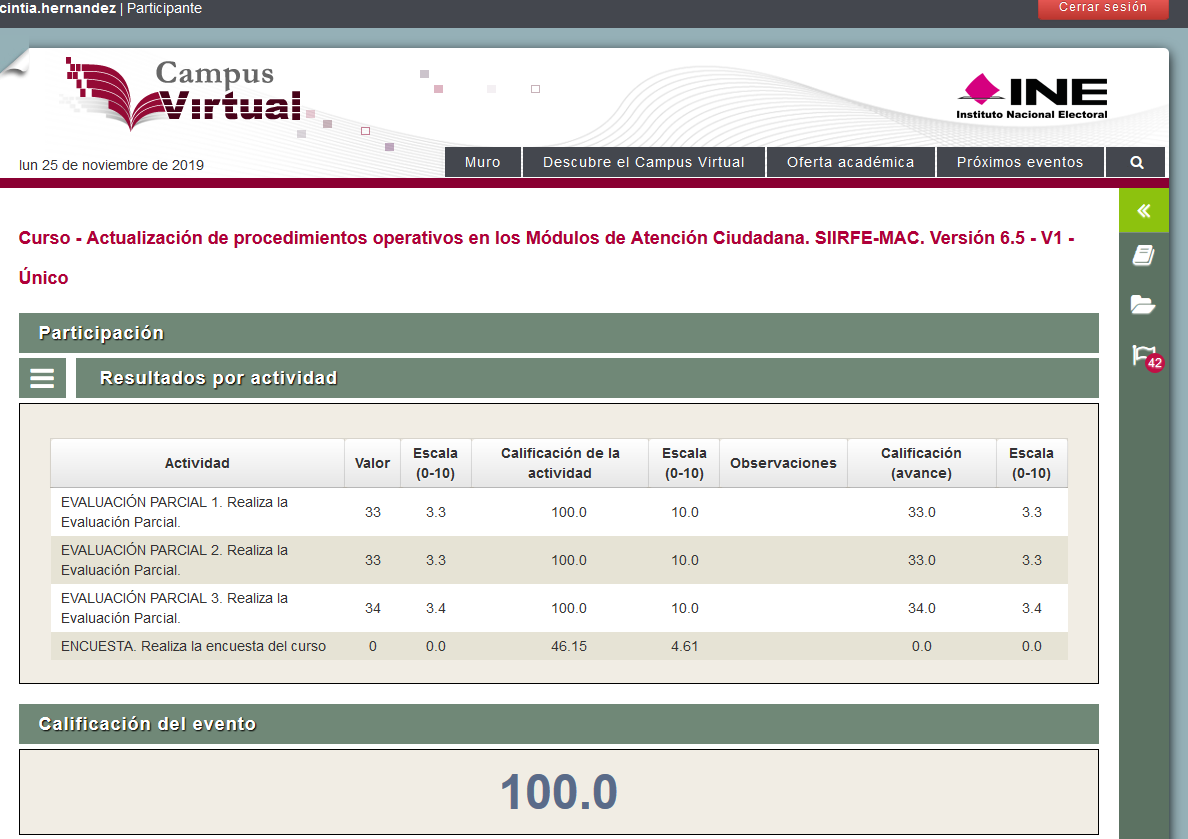 cintia.hernandez | Participante
Cerrar sesión
Campus
Virtual
INE
Instituto Nacional Electoral
lun 25 de noviembre de 2019
Muro
Descubre el Campus Virtual
Oferta académica
Próximos eventos
Curso - Actualización de procedimientos operativos en los Módulos de Atención Ciudadana. SIIRFE-MAC. Versión 6.5 - V1 -
Único
42
Participación
Resultados por actividad
Actividad Valor Escala (0-10) Calificación de la actividad Escala (0-10) Observaciones Calificación (avance) Escala (0-10)
EVALUACIÓN PARCIAL 1. Realiza la
Evaluación Parcial. 33 3.3 100.0 10.0 33.0 3.3
EVALUACIÓN PARCIAL 2. Realiza la
Evaluación Parcial. 33 3.3 100.0 10.0 33.0 3.3
EVALUACIÓN PARCIAL 3. Realiza la
Evaluación Parcial. 34 3.4 100.0 10.0 34.0 3.4
ENCUESTA. Realiza la encuesta del curso 0 0.0 46.15 4.61 0.0 0.0
Calificación del evento
100.0